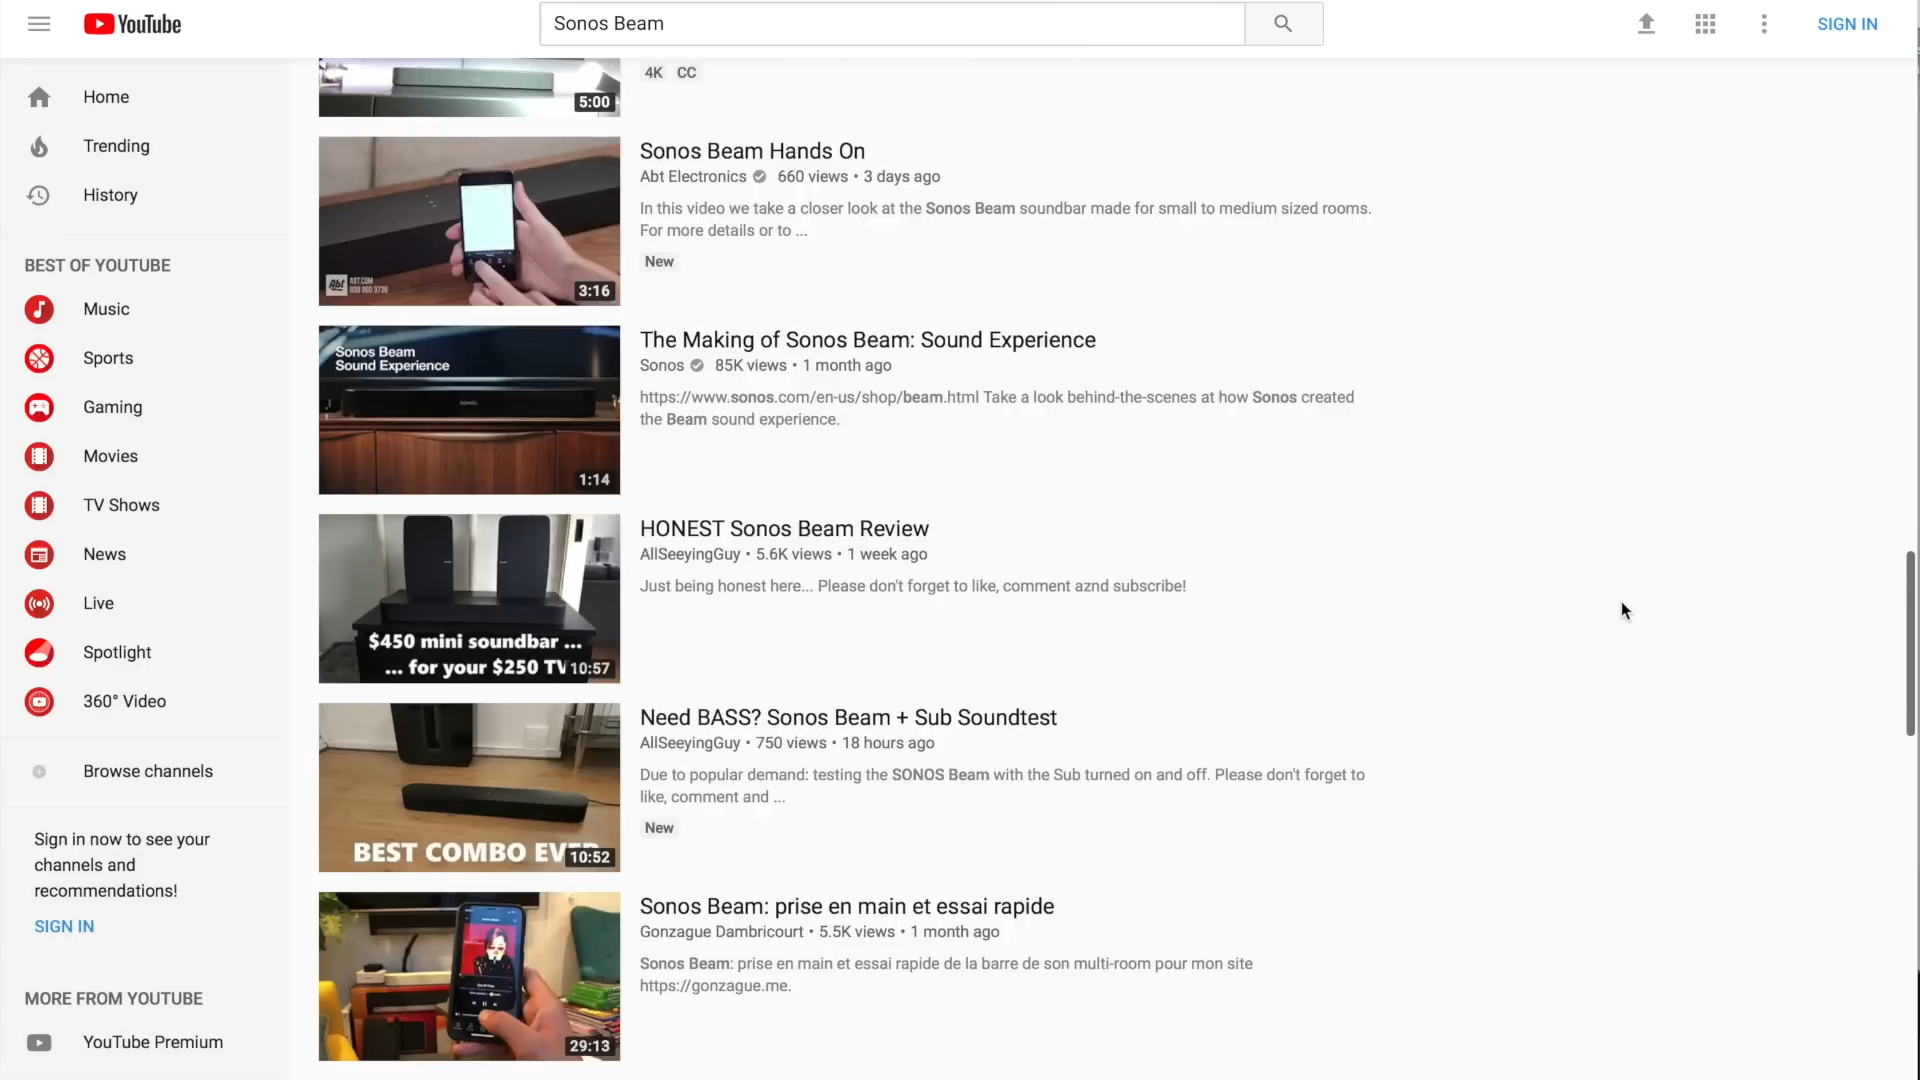 YouTube
Sonos Beam
SIGN IN
Home
Trending
History
BEST OF YOUTUBE
Music
Sports
Gaming
Movies
TV Shows
News
Live
Spotlight
360° Video
Browse channels
Sign in now to see your
channels and
recommendations!
SIGN IN
MORE FROM YOUTUBE
YouTube Premium
5:00
4K CC
Abt
ABT.COM
800 860 3730
3:16
Sonos Beam Hands On
Abt Electronics 660 views • 3 days ago
In this video we take a closer look at the Sonos Beam soundbar made for small to medium sized rooms.
For more details or to ...
New
Sonos Beam
Sound Experience
SONOS
1:14
The Making of Sonos Beam: Sound Experience
Sonos 85K views • 1 month ago
https://www.sonos.com/en-us/shop/beam.html Take a look behind-the-scenes at how Sonos created
the Beam sound experience.
$450 mini soundbar ...
... for your $250 TV
10:57
HONEST Sonos Beam Review
AllSeeyingGuy • 5.6K views • 1 week ago
Just being honest here... Please don't forget to like, comment aznd subscribe!
BEST COMBO EVER
10:52
Need BASS? Sonos Beam + Sub Soundtest
AllSeeyingGuy • 750 views • 18 hours ago
Due to popular demand: testing the SONOS Beam with the Sub turned on and off. Please don't forget to
like, comment and ...
New
29:13
Sonos Beam: prise en main et essai rapide
Gonzague Dambricourt • 5.5K views • 1 month ago
Sonos Beam: prise en main et essai rapide de la barre de son multi-room pour mon site
https://gonzague.me.